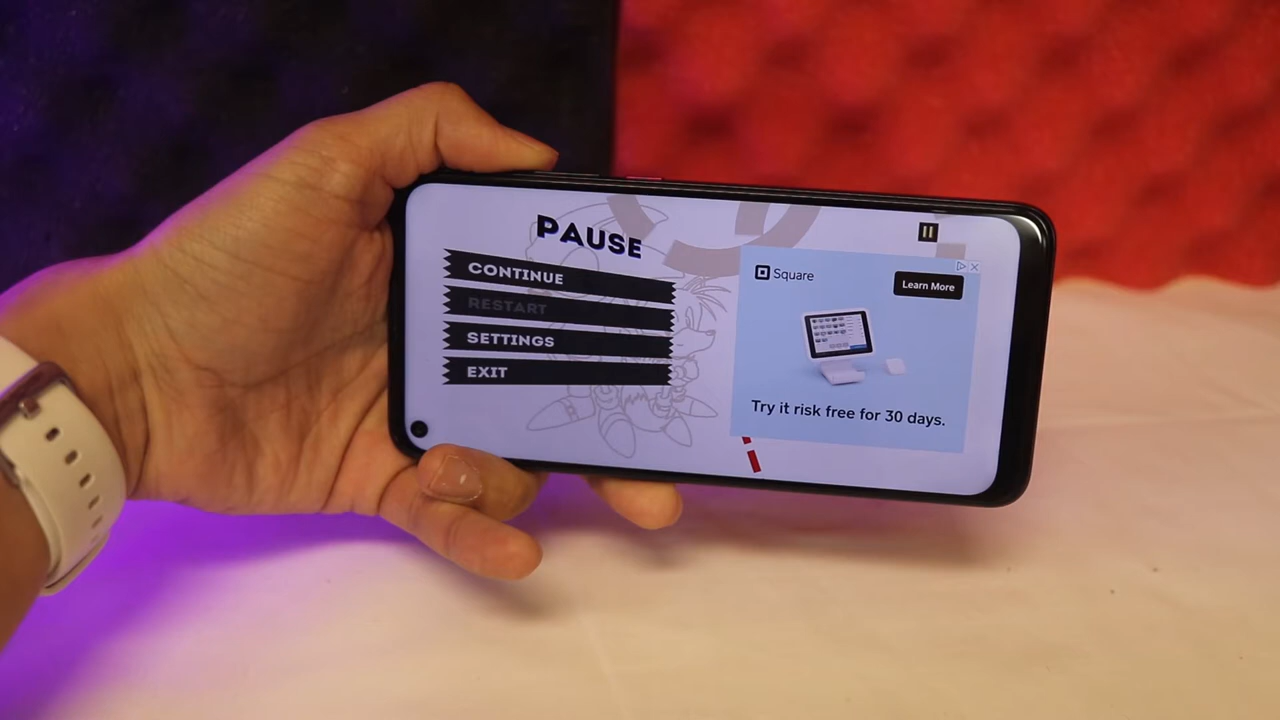 PAUSE
CONTINUE
RESTART
SETTINGS
EXIT
Square
Learn More
Try it risk free for 30 days.